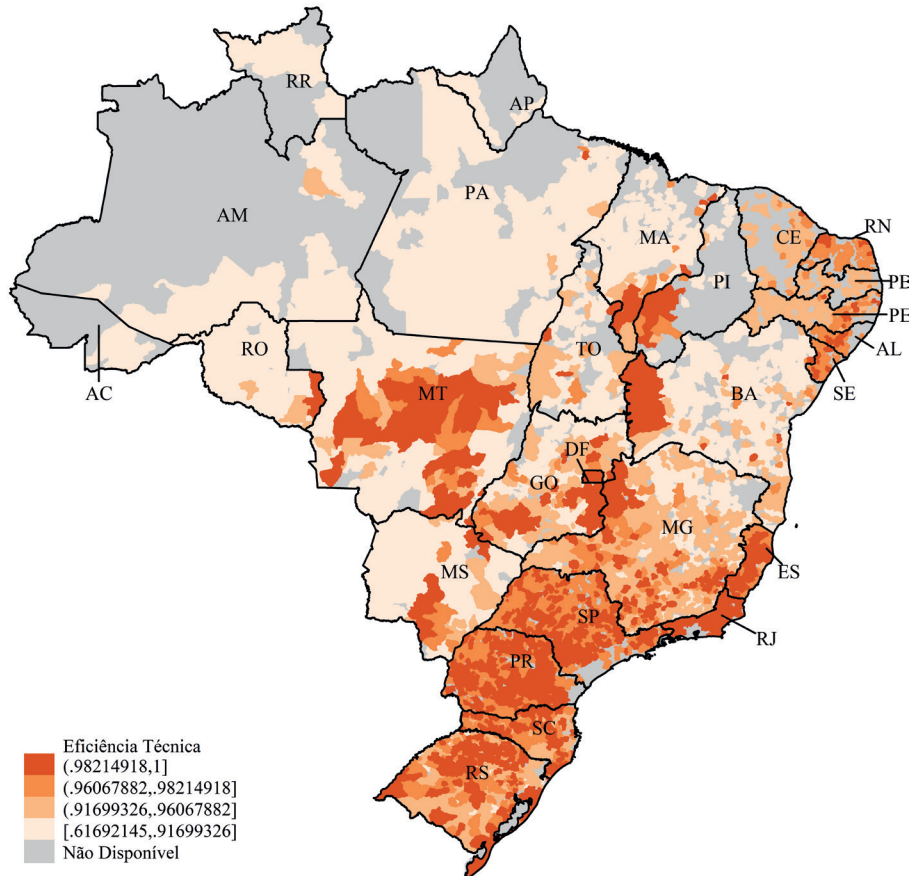 RR
AP
AM
PA
MA
CE
RN
PB
PI
PE
AL
SE
TO
RO
AC
MT
BA
DF
GO
MG
ES
MS
SP
RJ
PR
SC
RS
Eficiência Técnica
(.98214918,1]
(.96067882,.98214918]
(.91699326,.96067882]
[.61692145,.91699326]
Não Disponível